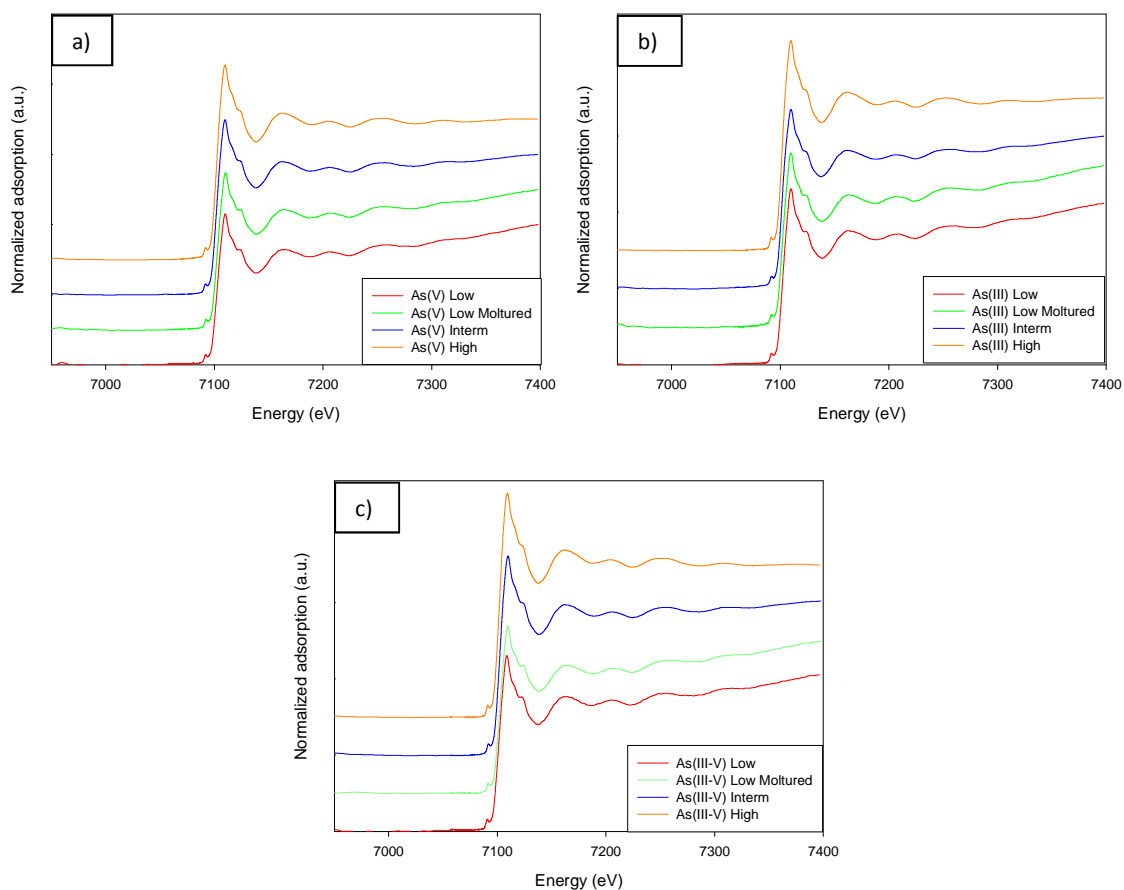 a)
Normalized adsorption (a.u.)
7000 7100 7200 7300 7400
Energy (eV)
As(V) Low
As(V) Low Moltured
As(V) Interm
As(V) High
b)
Normalized adsorption (a.u.)
7000 7100 7200 7300 7400
Energy (eV)
As(III) Low
As(III) Low Moltured
As(III) Interm
As(III) High
c)
Normalized adsorption (a.u.)
7000 7100 7200 7300 7400
Energy (eV)
As(III-V) Low
As(III-V) Low Moltured
As(III-V) Interm
As(III-V) High